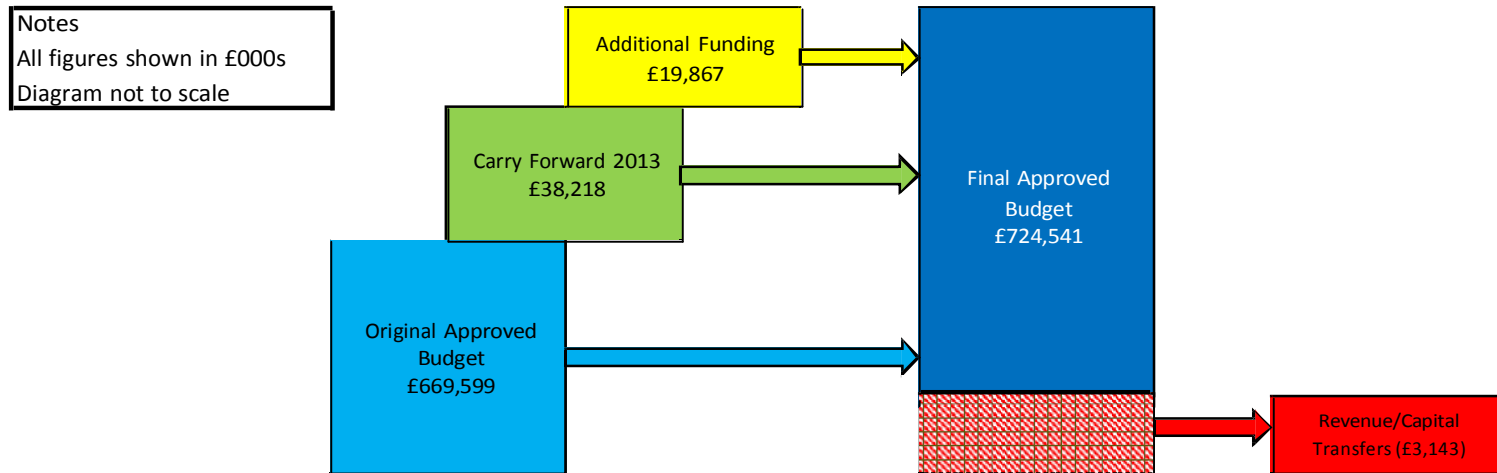 Notes
All figures shown in £000s
Diagram not to scale
Additional Funding
£19,867
Carry Forward 2013
£38,218
Final Approved
Budget
£724,541
Original Approved
Budget
£669,599
Revenue/Capital
Transfers (£3,143)